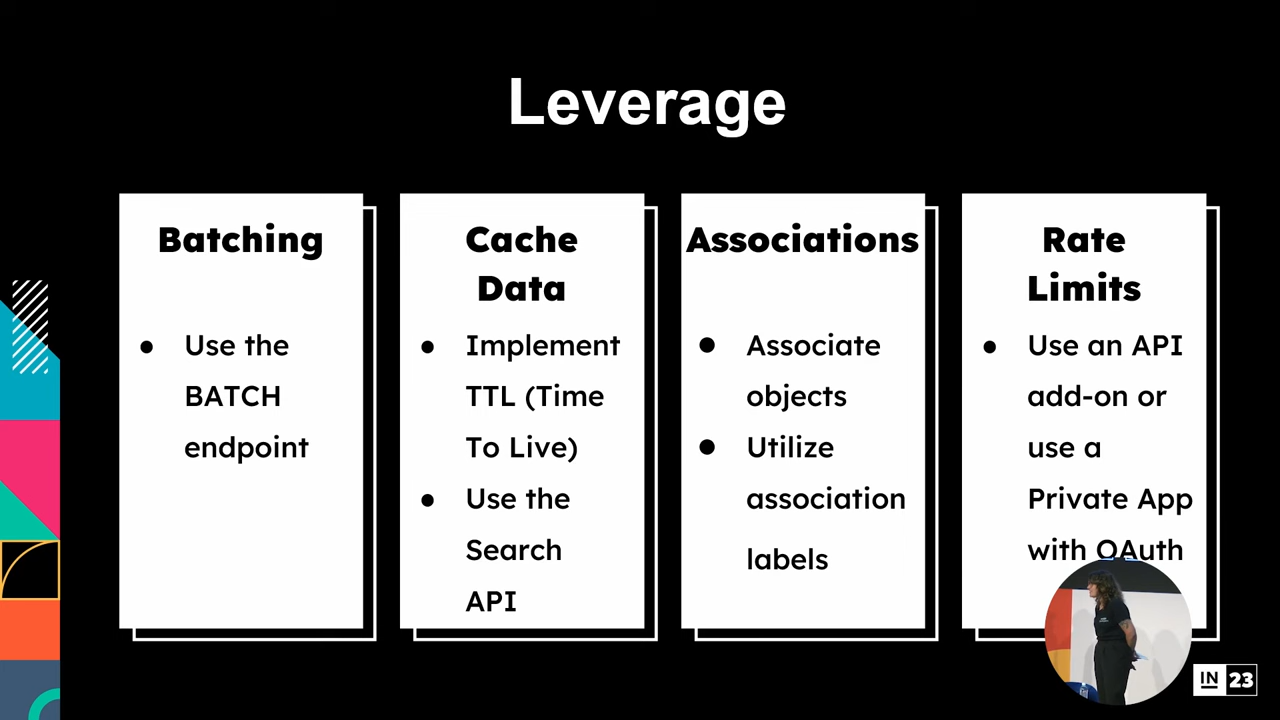 Leverage
Batching
● Use the
BATCH
endpoint
Cache
Data
● Implement
TTL (Time
To Live)
● Use the
Search
API
Associations
● Associate
objects
● Utilize
association
labels
Rate
Limits
● Use an API
add-on or
use a
Private App
with OAuth
IN 23